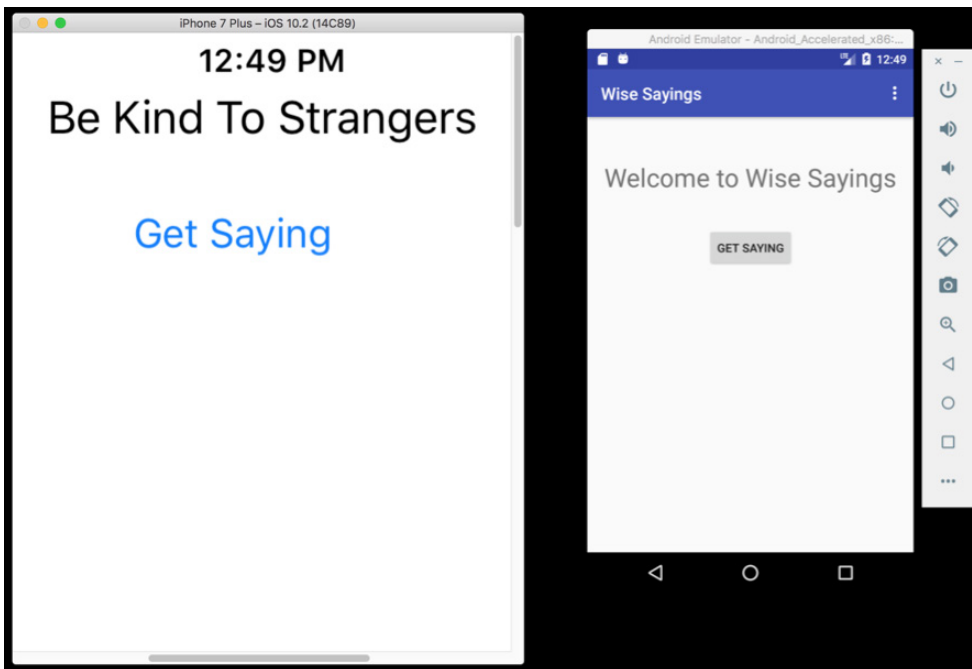 iPhone 7 Plus – iOS 10.2 (14C89)
12:49 PM
Be Kind To Strangers
Get Saying
Android Emulator - Android_Accelerated_x86:...
12:49
Wise Sayings
Welcome to Wise Sayings
GET SAYING